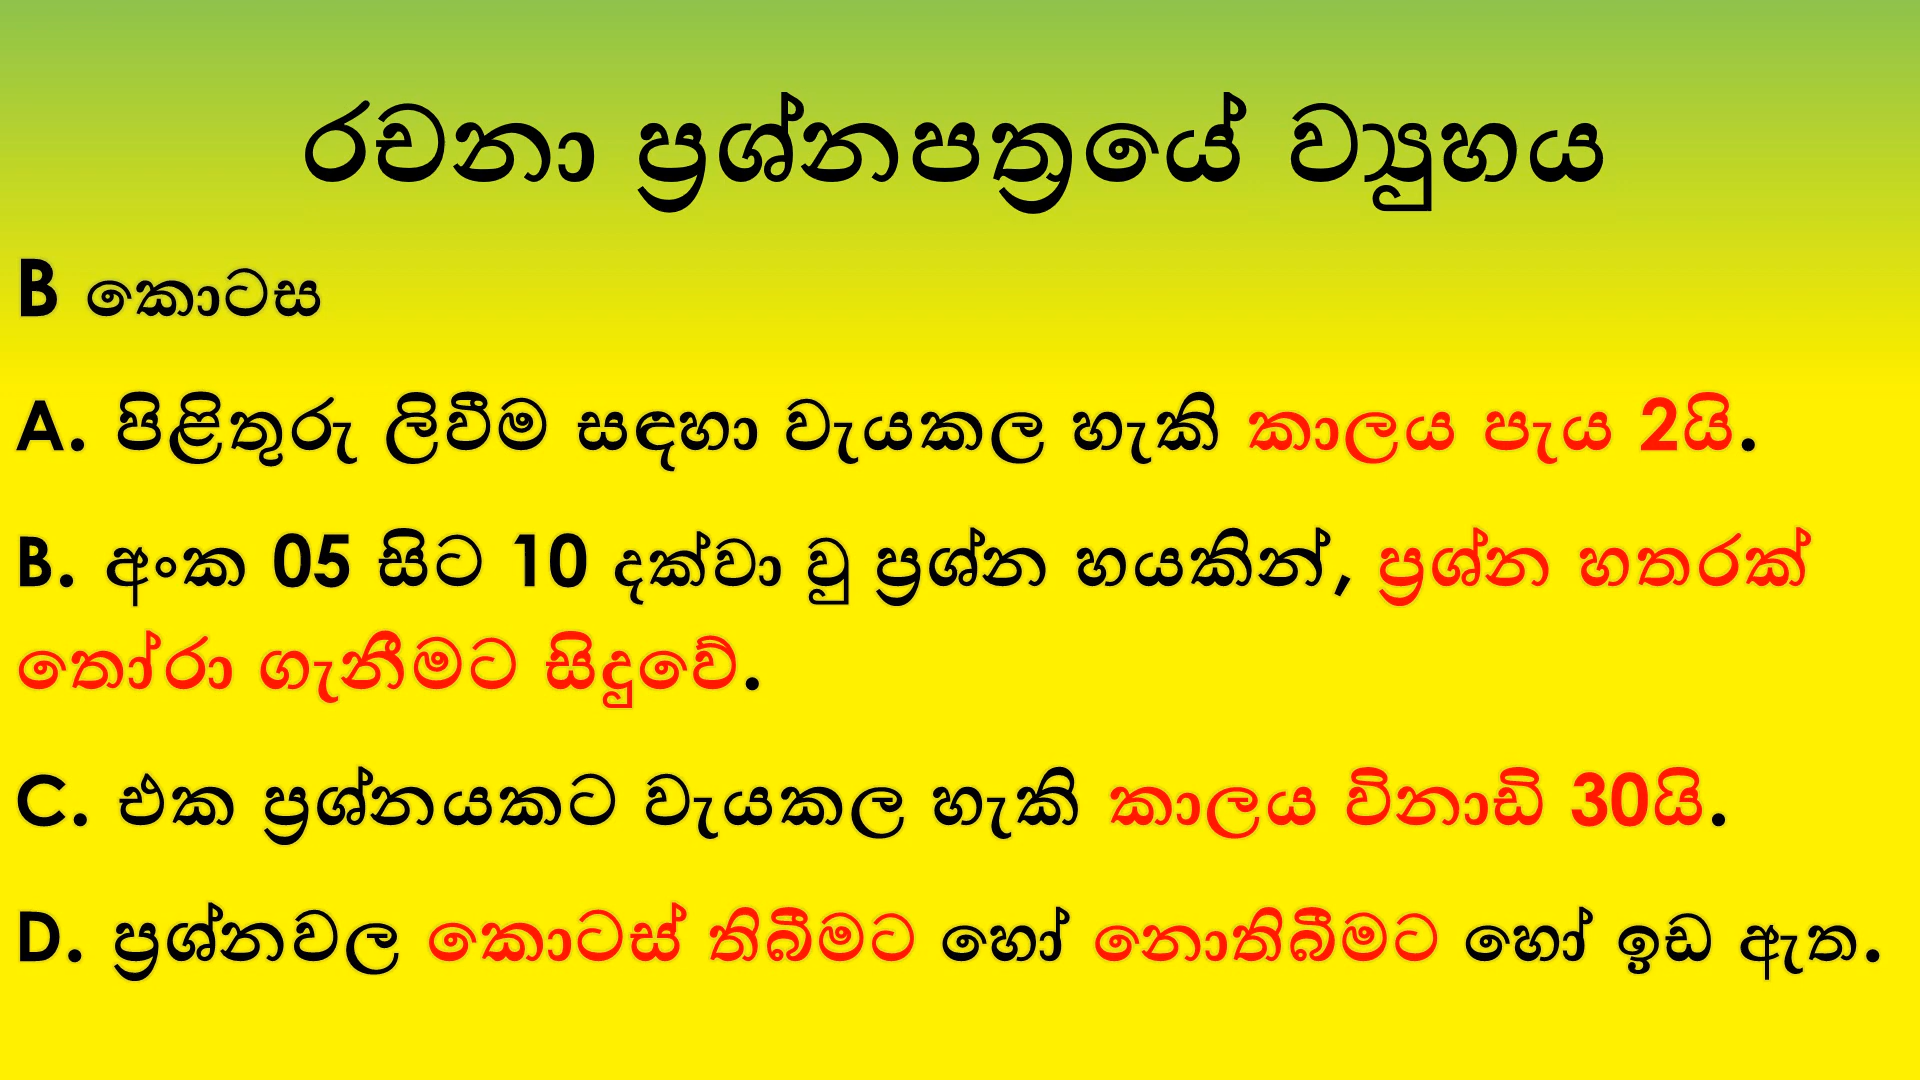 රචනා ප්‍රශ්නපත්‍රයේ ව්‍යුහය
B කොටස
A. පිළිතුරු ලිවීම සඳහා වැයකල හැකි කාලය පැය 2යි.
B. අංක 05 සිට 10 දක්වා වු ප්‍රශ්න හයකින්, ප්‍රශ්න හතරක්
තෝරා ගැනීමට සිදුවේ.
C. එක ප්‍රශ්නයකට වැයකල හැකි කාලය විනාඩි 30යි.
D. ප්‍රශ්නවල කොටස් තිබීමට හෝ නොතිබීමට හෝ ඉඩ ඇත.